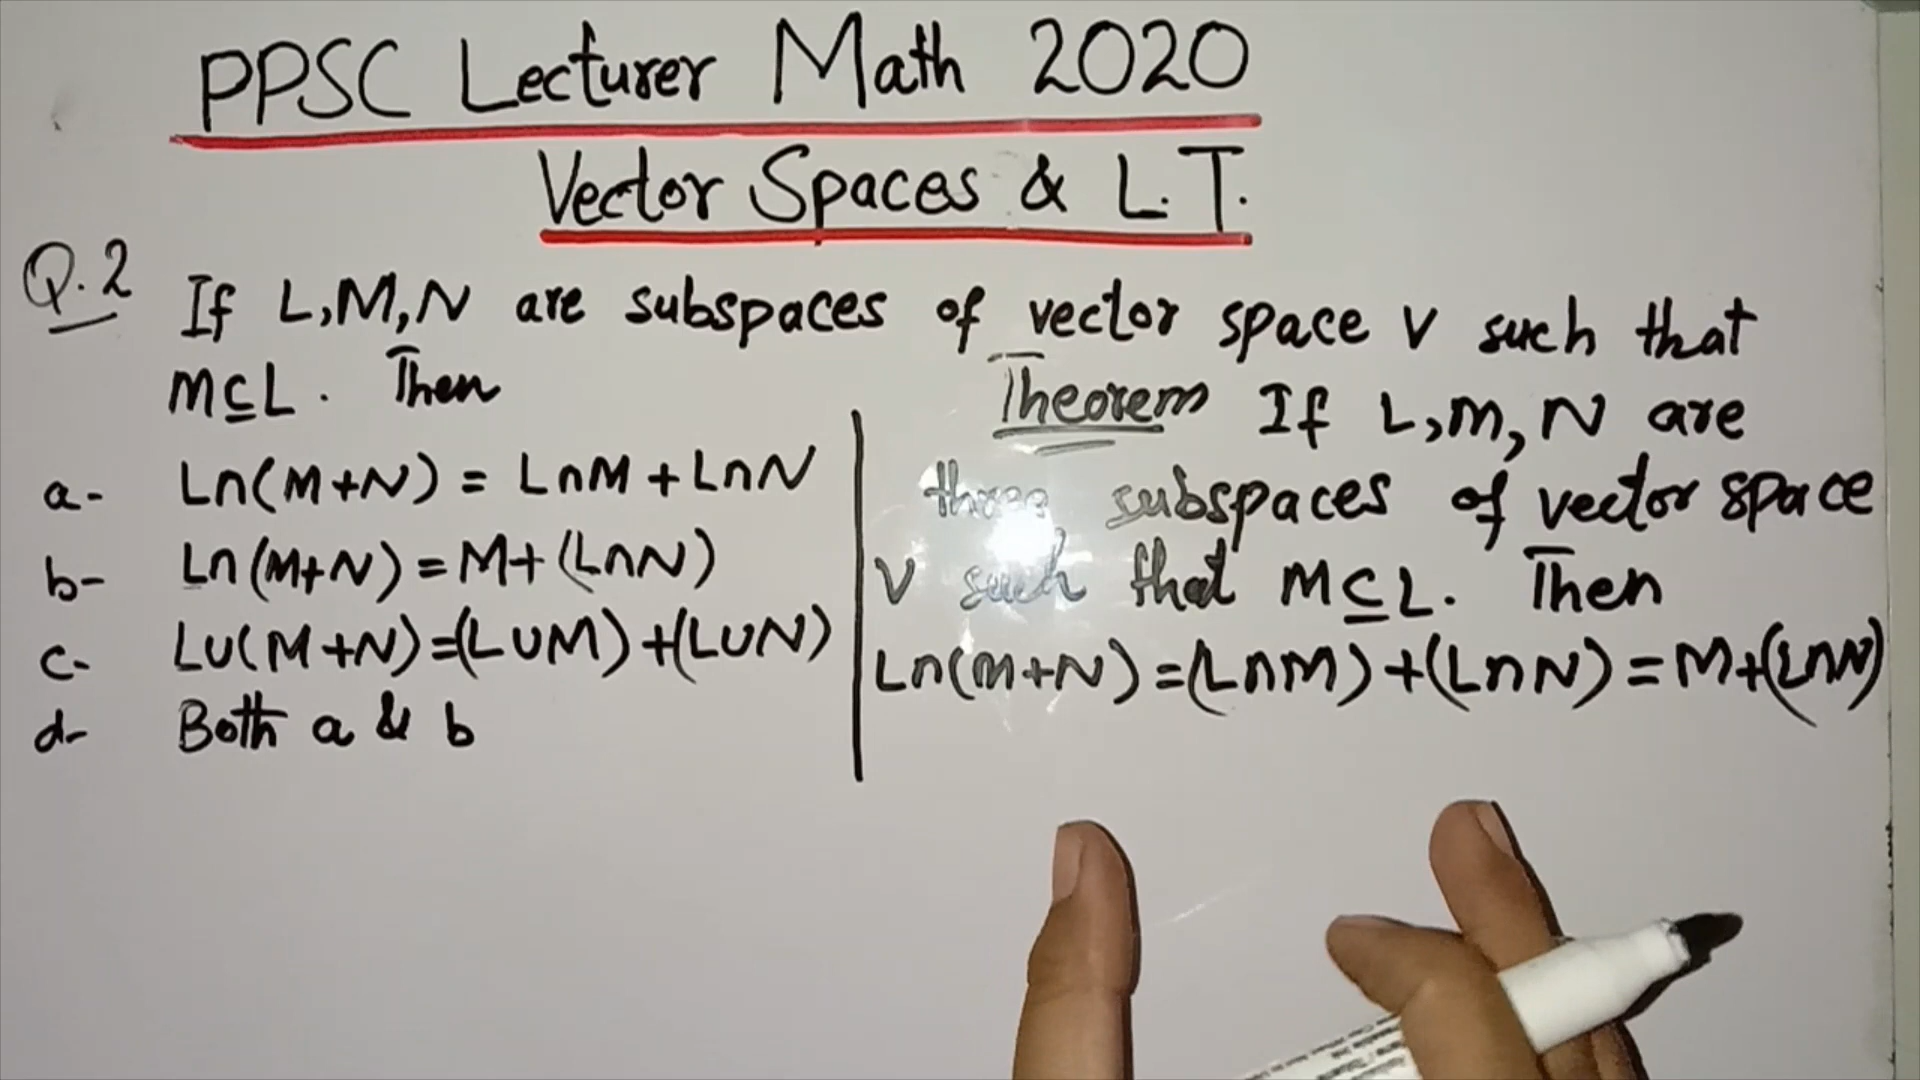 PPSC Lecturer Math 2020
Vector Spaces & L.T.
Q.2 If L,M,N are subspaces of vector space V such that
M⊆L. Then
a- L∩(M+N) = L∩M + L∩N
b- L∩(M+N) = M+(L∩N)
c- L∪(M+N)=(L∪M)+(L∪N)
d- Both a & b
Theorem If L,M,N are
three subspaces of vector space
V such that M⊆L. Then
L∩(M+N)=(L∩M)+(L∩N)=M+(L∩N)